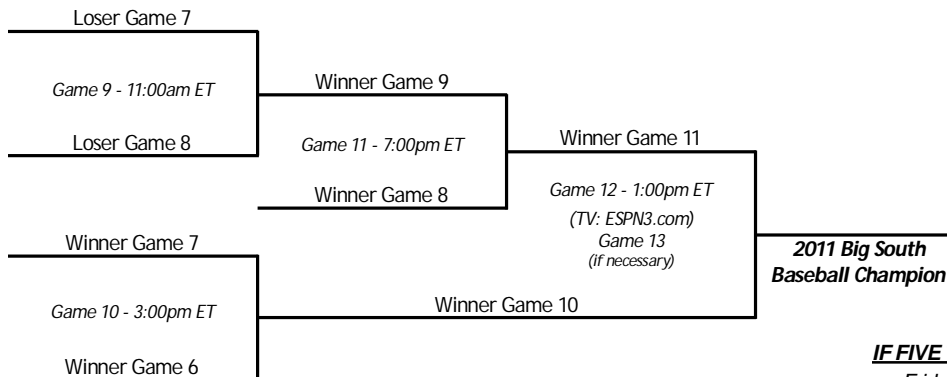 Loser Game 7
Game 9 - 11:00am ET
Loser Game 8
Winner Game 9
Game 11 - 7:00pm ET
Winner Game 8
Winner Game 11
Game 12 - 1:00pm ET
(TV: ESPN3.com)
Game 13
(if necessary)
2011 Big South
Baseball Champion
Winner Game 7
Game 10 - 3:00pm ET
Winner Game 6
Winner Game 10
IF FIVE